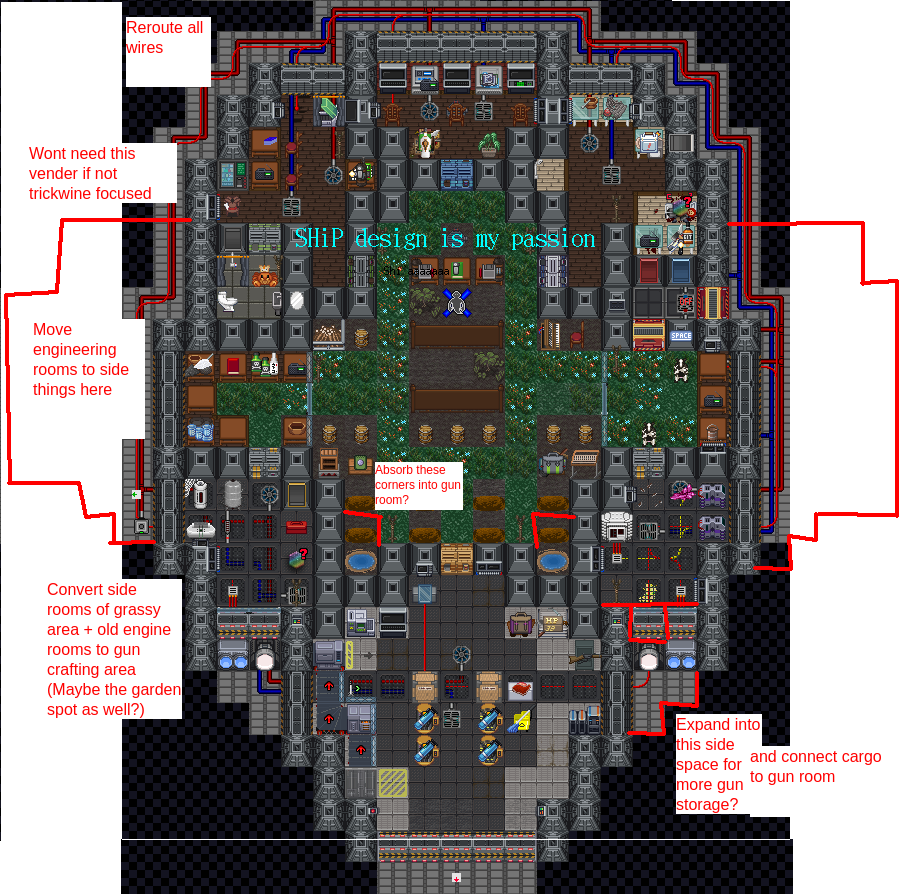 Reroute all
wires
Wont need this
vender if not
trickwine focused
SHiP design is my passion
Move
engineering
rooms to side
things here
SPACE
Absorb these
corners into gun
room?
Convert side
rooms of grassy
area + old engine
rooms to gun
crafting area
(Maybe the garden
spot as well?)
HP
Expand into
this side
space for
more gun
storage?
and connect cargo
to gun room